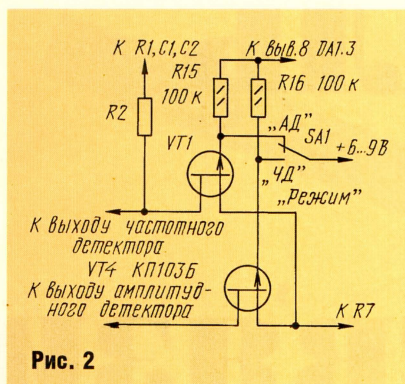 К R1,C1,C2
К выв.8 DA1.3
R15
100 к
R16 100 к
R2
VT1
„АД"
SA1
+6...9В
„ЧД"
„Режим"
К выходу частотного
детектора
VT4 КП103Б
К выходу амплитуд-
ного детектора
К R7
Рис. 2